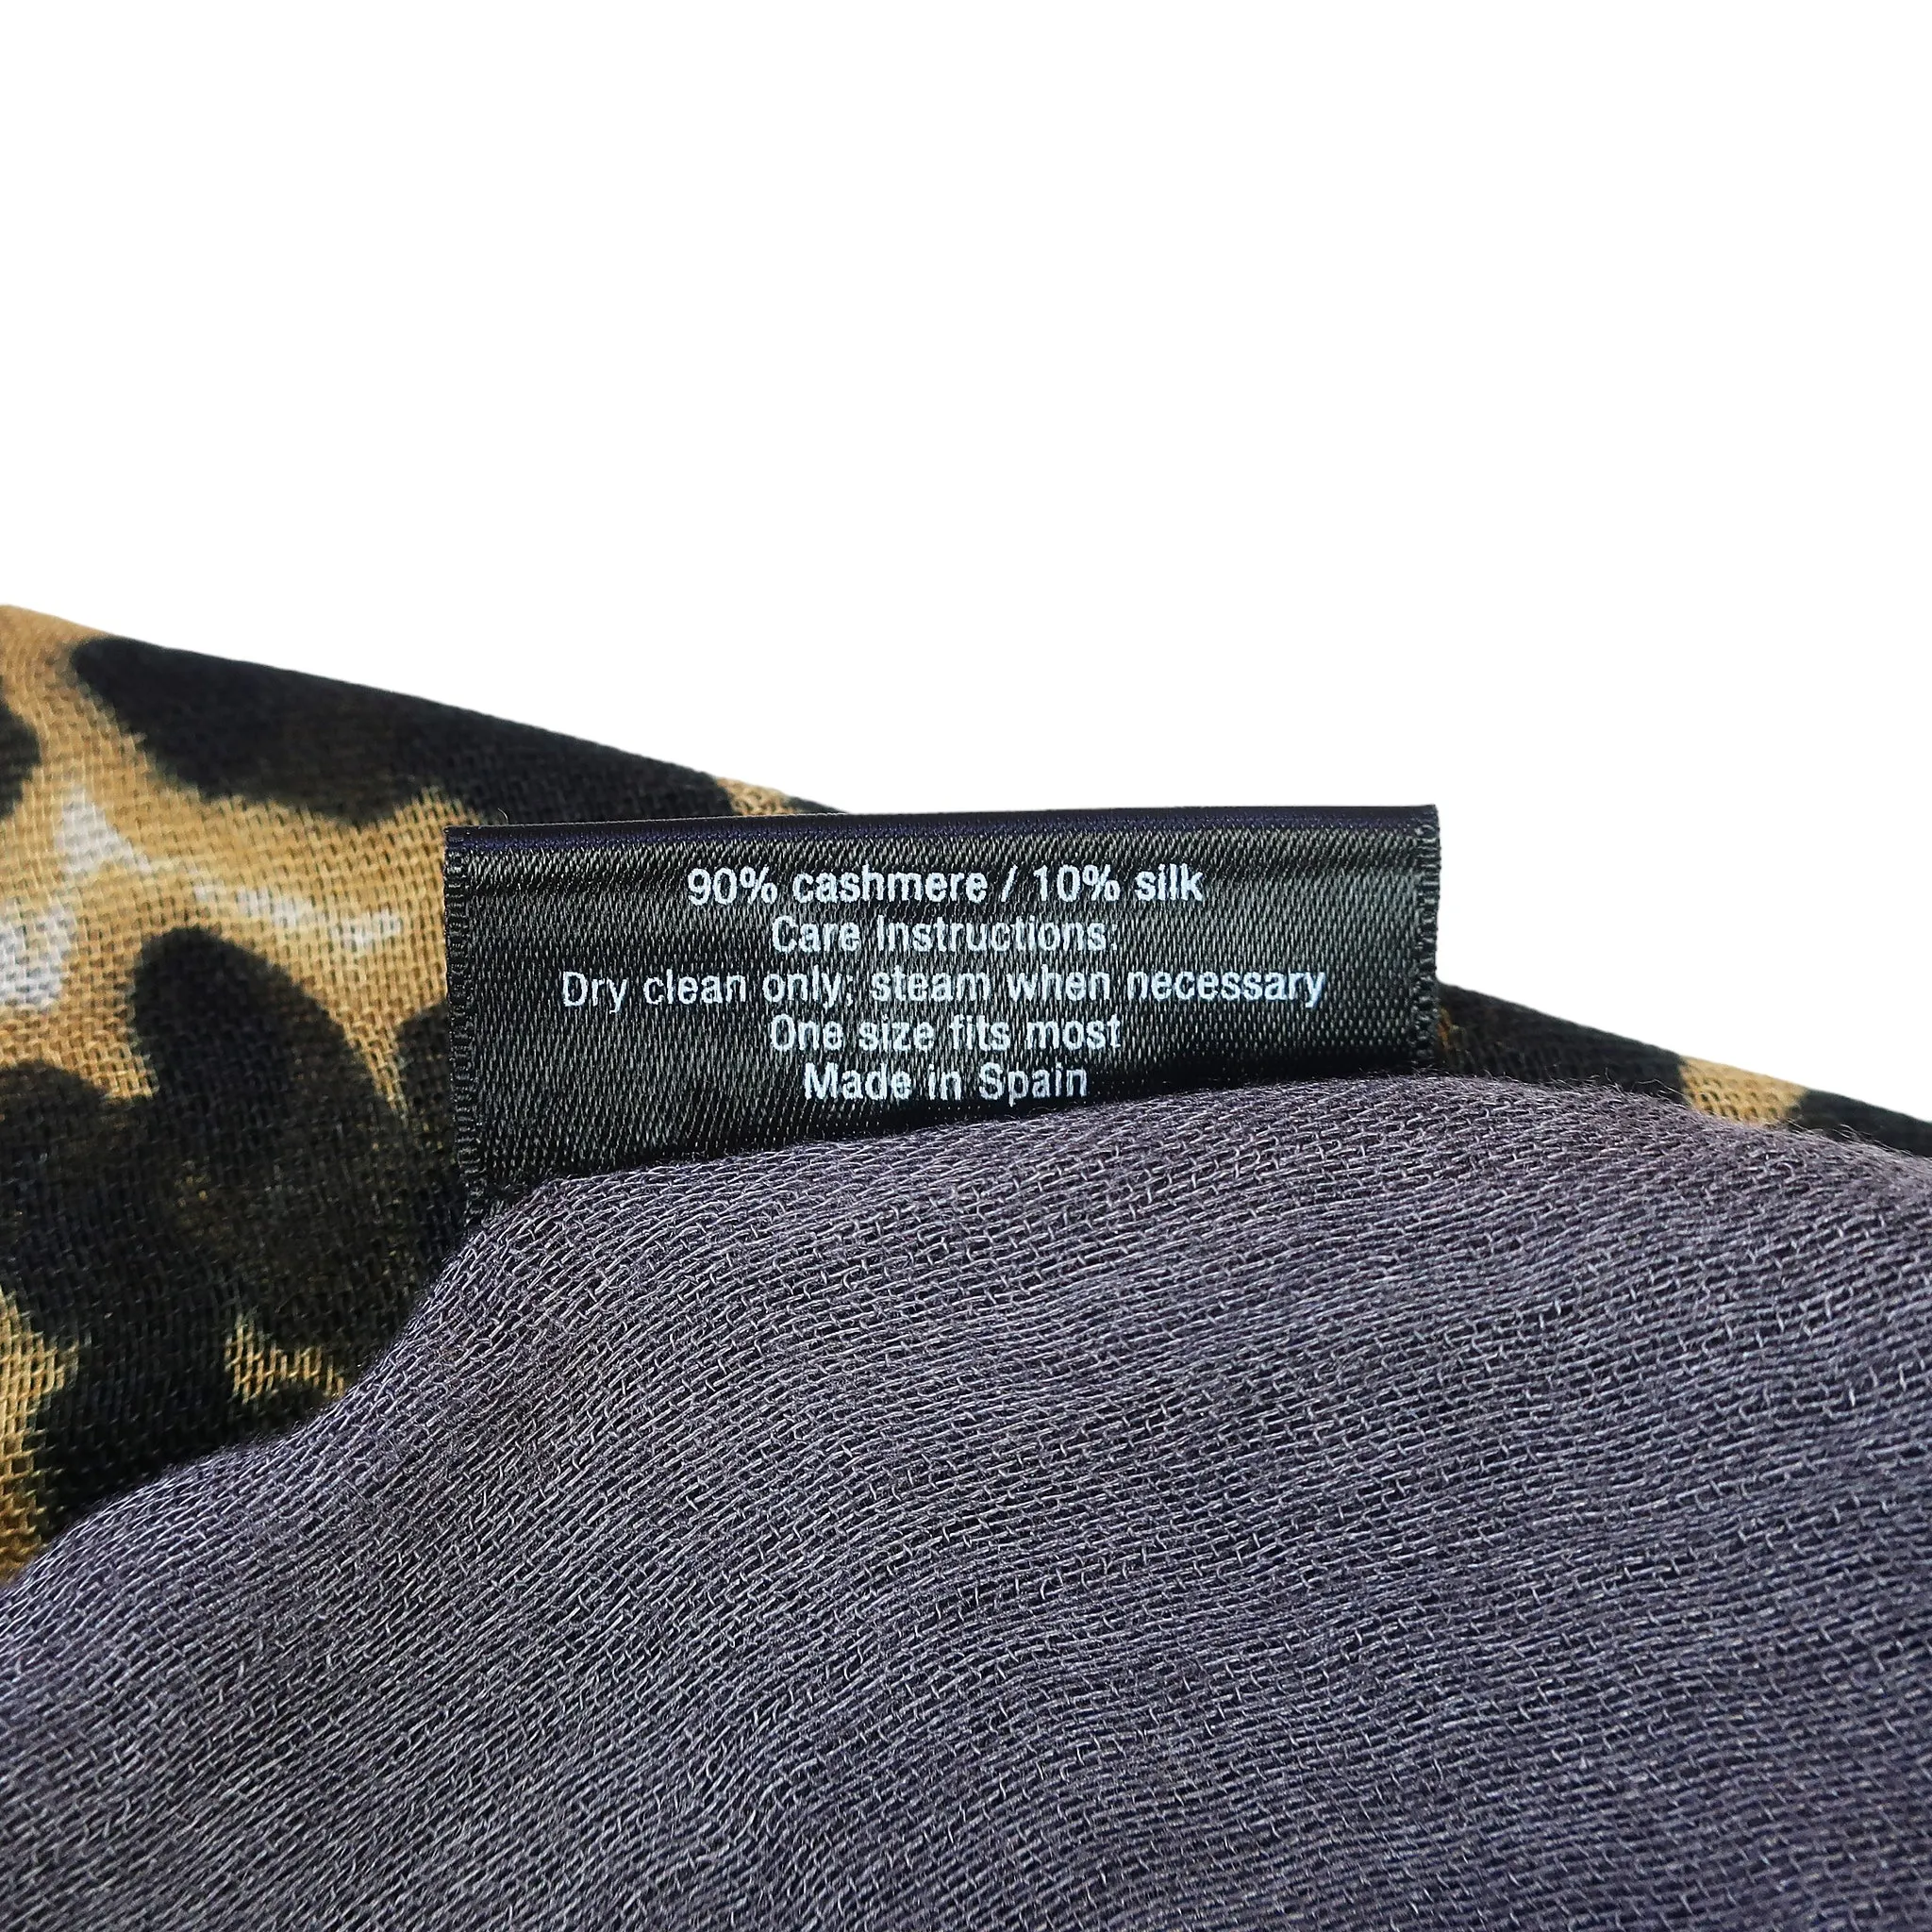 90% cashmere / 10% silk
Care Instructions:
Dry clean only; steam when necessary
One size fits most
Made in Spain